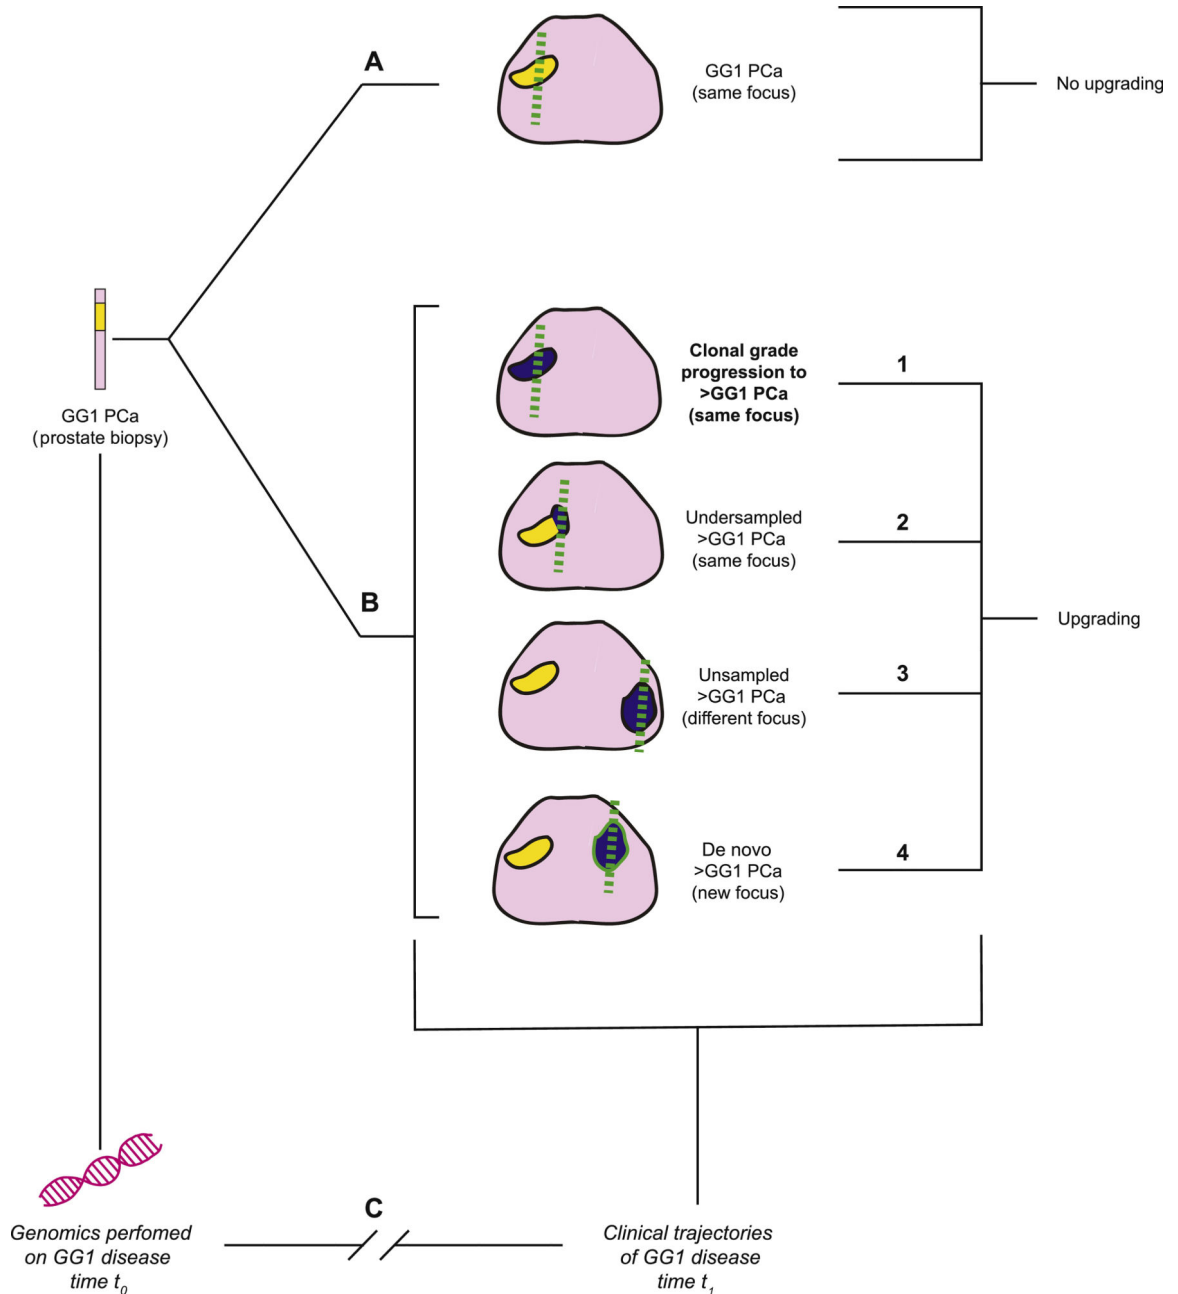 A
GG1 PCa
(same focus)
No upgrading
GG1 PCa
(prostate biopsy)
B
Clonal grade
progression to
>GG1 PCa
(same focus)
1
Undersampled
>GG1 PCa
(same focus)
2
Upgrading
Unsampled
>GG1 PCa
(different focus)
3
De novo
>GG1 PCa
(new focus)
4
Genomics perfomed
on GG1 disease
time t0
C
Clinical trajectories
of GG1 disease
time t1